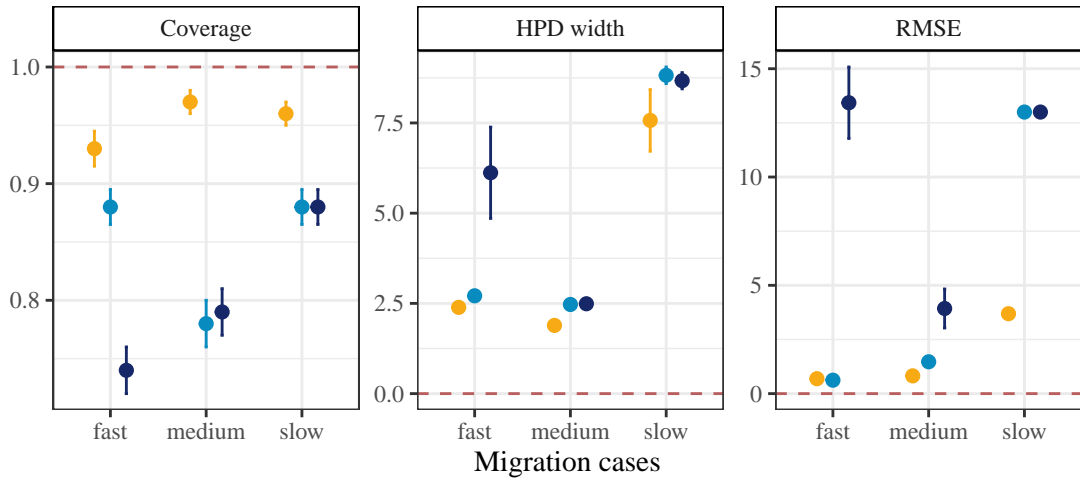 Coverage
HPD width
RMSE
1.0
0.9
0.8
7.5
5.0
2.5
0.0
15
10
5
0
fast medium slow
fast medium slow
fast medium slow
Migration cases